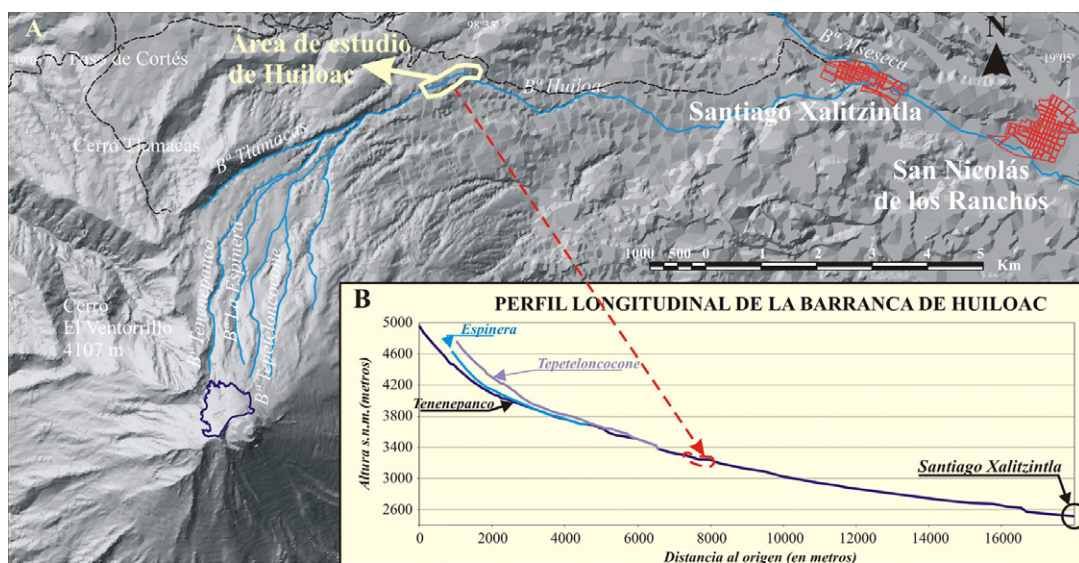 A
98°35'
19°05'
Paso de Cortés
Área de estudio
de Huiloac
Bª Huiloac
Bª Alseseca
N
19°05'
Santiago Xalitzintla
San Nicolás
de los Ranchos
Cerro Tlamacas
Bª Tlamacas
Bª Tenenepanco
Bª La Espinera
Bª Tepeteloncocone
Cerro
El Ventorrillo
4107 m
1000 500 0 1 2 3 4 5
Km
B
PERFIL LONGITUDINAL DE LA BARRANCA DE HUILOAC
Altura s.n.m.(metros)
5000
4600
4200
3800
3400
3000
2600
Espinera
Tepeteloncocone
Tenenepanco
Santiago Xalitzintla
0 2000 4000 6000 8000 10000 12000 14000 16000
Distancia al origen (en metros)